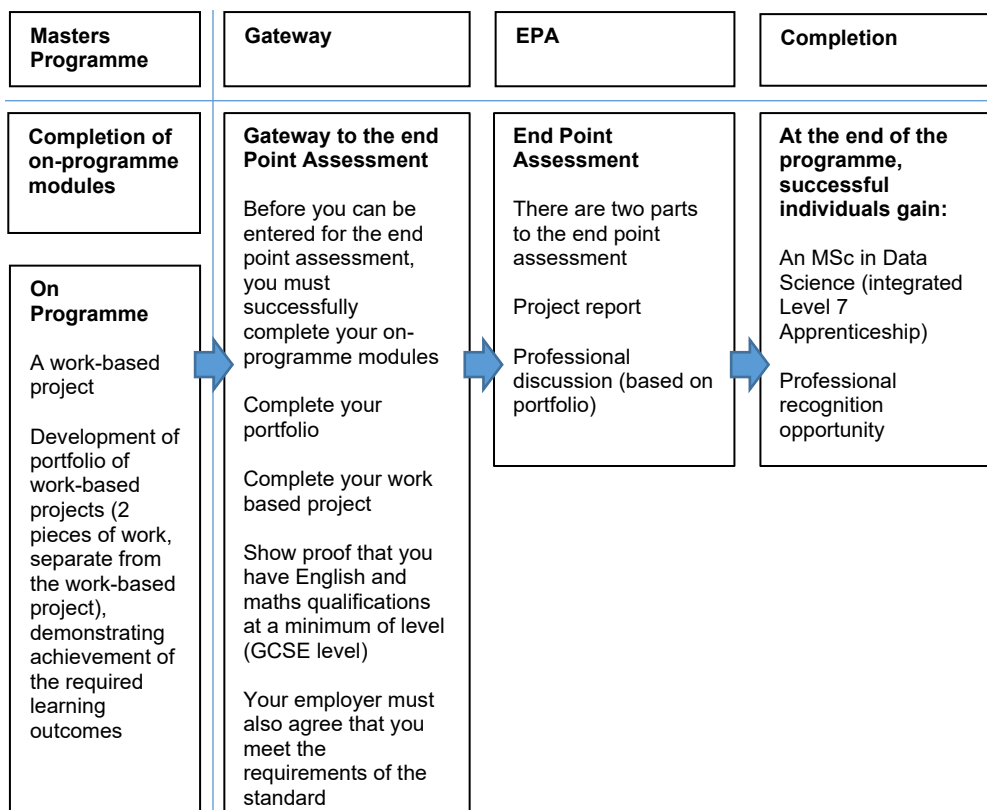 Masters
Programme
Gateway
EPA
Completion
Completion of
on-programme
modules
On
Programme
A work-based
project
Development of
portfolio of
work-based
projects (2
pieces of work,
separate from
the work-based
project),
demonstrating
achievement of
the required
learning
outcomes
Gateway to the end
Point Assessment
Before you can be
entered for the end
point assessment,
you must
successfully
complete your on-
programme modules
Complete your
portfolio
Complete your work
based project
Show proof that you
have English and
maths qualifications
at a minimum of level
(GCSE level)
Your employer must
also agree that you
meet the
requirements of the
standard
End Point
Assessment
There are two parts
to the end point
assessment
Project report
Professional
discussion (based on
portfolio)
At the end of the
programme,
successful
individuals gain:
An MSc in Data
Science (integrated
Level 7
Apprenticeship)
Professional
recognition
opportunity